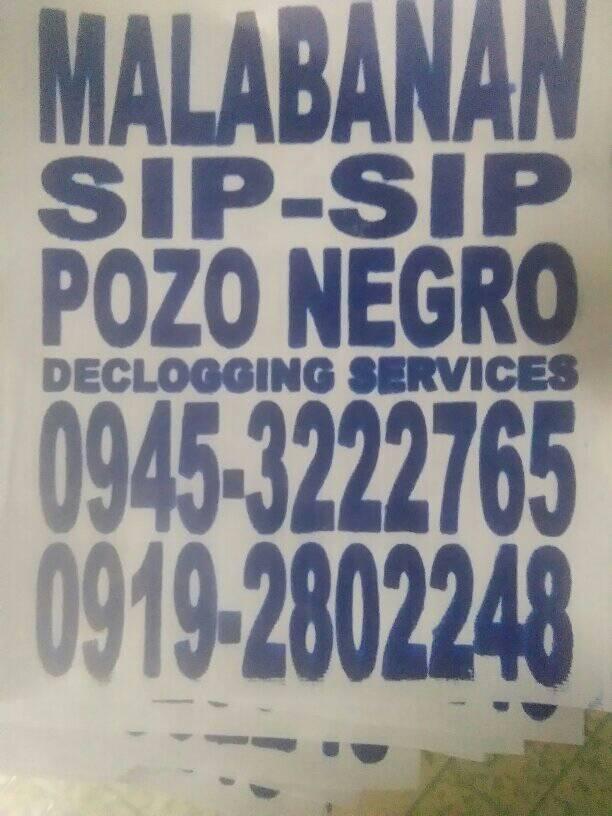 MALABANAN
SIP-SIP
POZO NEGRO
DECLOGGING SERVICES
0945-3222765
0919-2802248